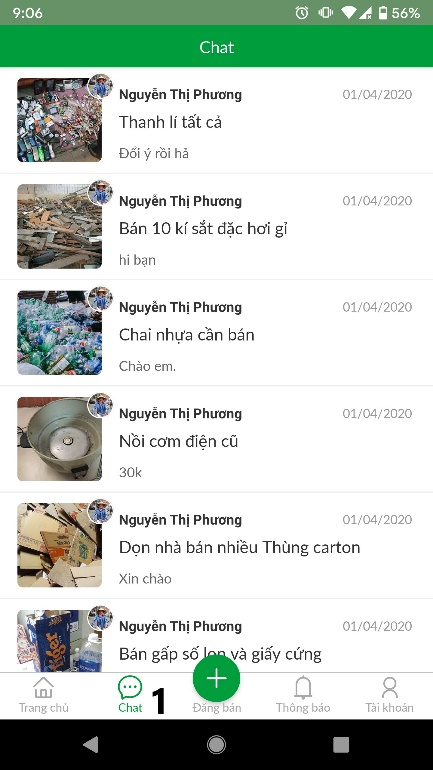 9:06
56%
Chat
Nguyễn Thị Phương
01/04/2020
Thanh lí tất cả
Đổi ý rồi hả
Nguyễn Thị Phương
01/04/2020
Bán 10 kí sắt đặc hơi gỉ
hi bạn
Nguyễn Thị Phương
01/04/2020
Chai nhựa cần bán
Chào em.
Nguyễn Thị Phương
01/04/2020
Nồi cơm điện cũ
30k
Nguyễn Thị Phương
01/04/2020
Dọn nhà bán nhiều Thùng carton
Xin chào
Nguyễn Thị Phương
01/04/2020
Bán gấp số lon và giấy cứng
Tiger
Trang chủ
Chat
1
Đăng bán
Thông báo
Tài khoản